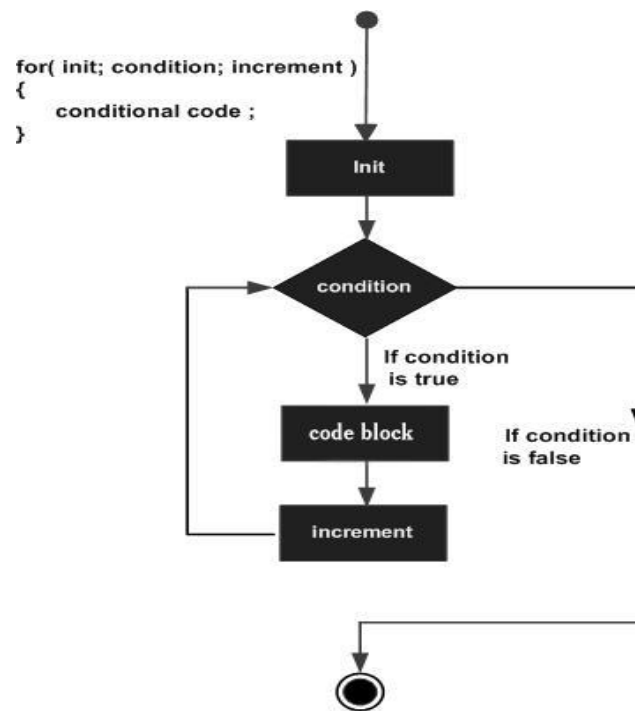 for( init; condition; increment )
{
conditional code ;
}
Init
condition
If condition
is true
code block
If condition
is false
increment